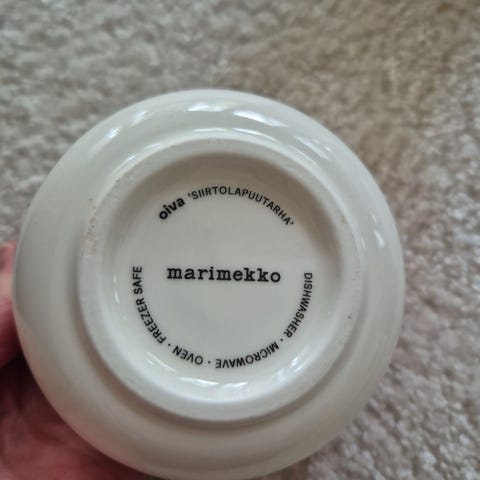 oiva 'SIIRTOLAPUUTARHA'
marimekko
DISHWASHER · MICROWAVE · OVEN · FREEZER SAFE